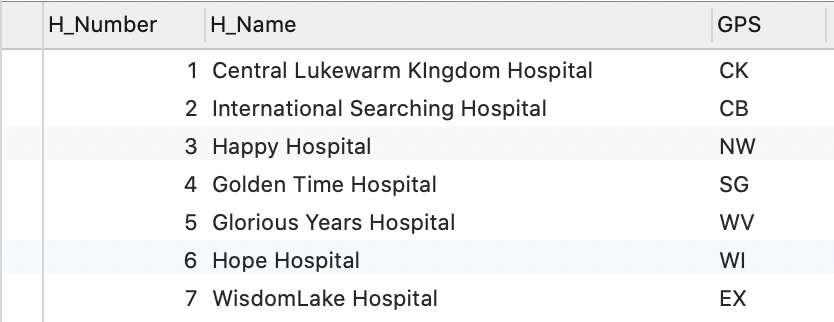 H_Number H_Name GPS
1 Central Lukewarm KIngdom Hospital CK
2 International Searching Hospital CB
3 Happy Hospital NW
4 Golden Time Hospital SG
5 Glorious Years Hospital WV
6 Hope Hospital WI
7 WisdomLake Hospital EX